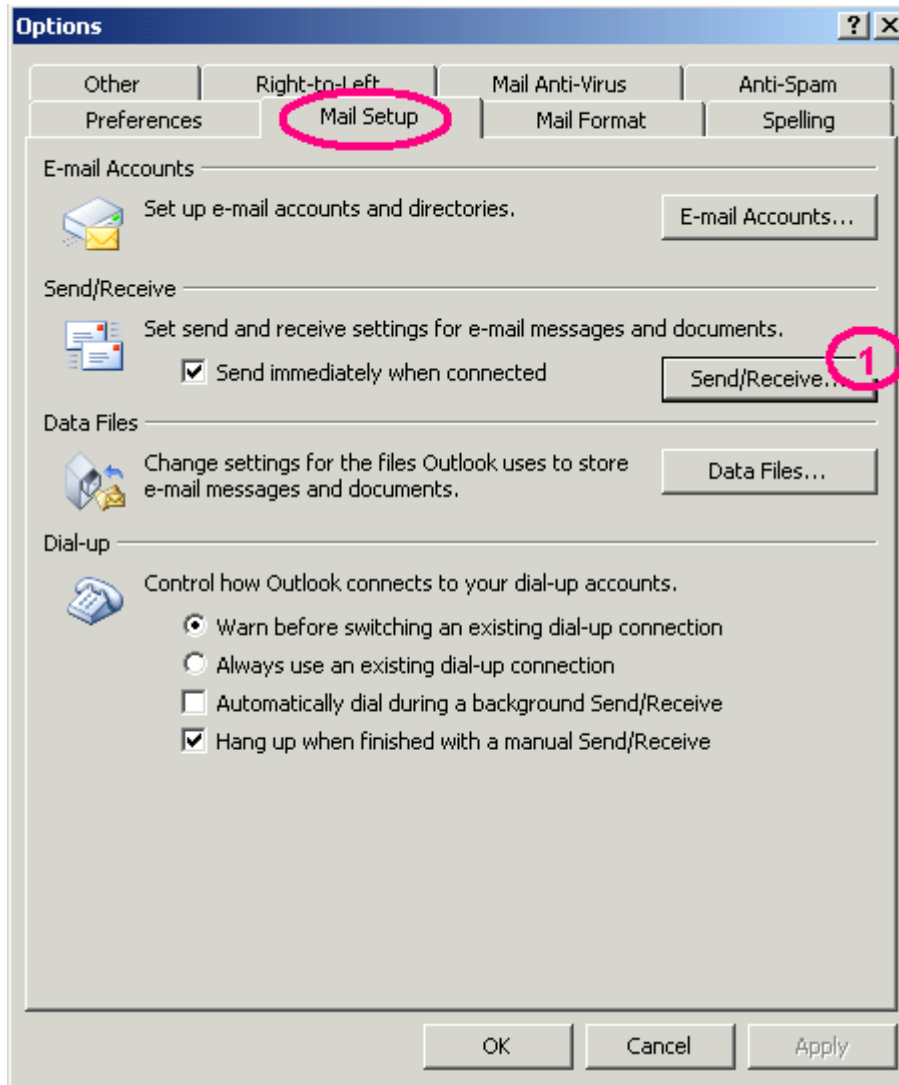 Options
Other Right-to-Left Mail Anti-Virus Anti-Spam
Preferences Mail Setup Mail Format Spelling
E-mail Accounts
Set up e-mail accounts and directories.
E-mail Accounts...
Send/Receive
Set send and receive settings for e-mail messages and documents.
1
Send immediately when connected
Send/Receive...
Data Files
Change settings for the files Outlook uses to store
e-mail messages and documents.
Data Files...
Dial-up
Control how Outlook connects to your dial-up accounts.
Warn before switching an existing dial-up connection
Always use an existing dial-up connection
Automatically dial during a background Send/Receive
Hang up when finished with a manual Send/Receive
OK Cancel Apply